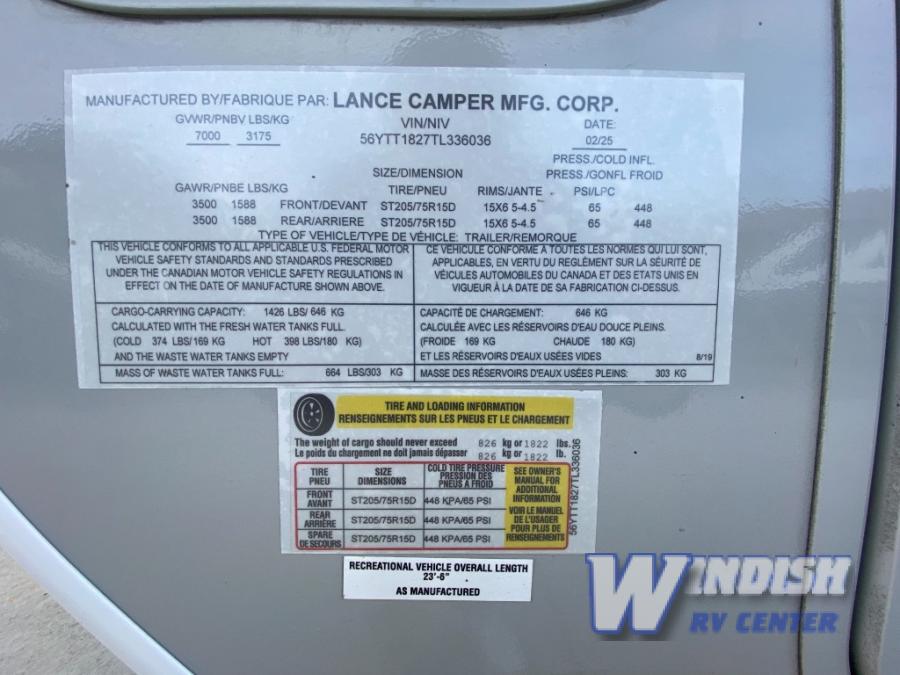 MANUFACTURED BY/FABRIQUE PAR: LANCE CAMPER MFG. CORP.
GVWR/PNBV LBS/KG VIN/NIV DATE:
7000 3175 56YTT1827TL336036 02/25
PRESS./COLD INFL.
SIZE/DIMENSION PRESS./GONFL FROID
GAWR/PNBE LBS/KG TIRE/PNEU RIMS/JANTE PSI/LPC
3500 1588 FRONT/DEVANT ST205/75R15D 15X6 5-4.5 65 448
3500 1588 REAR/ARRIERE ST205/75R15D 15X6 5-4.5 65 448
TYPE OF VEHICLE/TYPE DE VÉHICULE: TRAILER/REMORQUE
THIS VEHICLE CONFORMS TO ALL APPLICABLE U.S. FEDERAL MOTOR
VEHICLE SAFETY STANDARDS AND STANDARDS PRESCRIBED
UNDER THE CANADIAN MOTOR VEHICLE SAFETY REGULATIONS IN
EFFECT ON THE DATE OF MANUFACTURE SHOWN ABOVE.
CE VEHICULE CONFORME A TOUTES LES NORMES QUI LUI SONT,
APPLICABLES, EN VERTU DU REGLEMENT SUR LA SÉURITÉ DE
VÉICULES AUTOMOBILES DU CANADA ET DES ETATS UNIS EN
VIGUEUR À LA DATE DE SA FABRICATION CI-DESSUS.
CARGO-CARRYING CAPACITY: 1426 LBS/ 646 KG
CALCULATED WITH THE FRESH WATER TANKS FULL.
(COLD 374 LBS/ 169 KG HOT 398 LBS/180 KG)
AND THE WASTE WATER TANKS EMPTY
CAPACITÉ DE CHARGEMENT: 646 KG
CALCULÉE AVEC LES RÉSERVOIRS D'EAU DOUCE PLEINS.
(FROIDE 169 KG CHAUDE 180 KG)
ET LES RÉSERVOIRS D'EAUX USÉES VIDES 8/19
MASS OF WASTE WATER TANKS FULL: 664 LBS/303 KG
MASSE DES RÉSERVOIRS D'EAUX USÉES PLEINS: 303 KG
TIRE AND LOADING INFORMATION
RENSEIGNEMENTS SUR LES PNEUS ET LE CHARGEMENT
The weight of cargo should never exceed 826 kg or 1822 lbs.
Le poids du chargement ne doit jamais dépasser 826 kg or 1822 lb.
TIRE PNEU
SIZE DIMENSIONS
COLD TIRE PRESSURE
PRESSION DES
PNEUS A FROID
FRONT AVANT ST205/75R15D 448 KPA/65 PSI
REAR ARRIÈRE ST205/75R15D 448 KPA/65 PSI
SPARE DE SECOURS ST205/75R15D 448 KPA/65 PSI
SEE OWNER'S
MANUAL FOR
ADDITIONAL
INFORMATION
VOIR LE MANUEL
DE L'USAGER
POUR PLUS DE
RENSEIGNEMENTS
56YTT1827TL336036
RECREATIONAL VEHICLE OVERALL LENGTH
23'-6"
AS MANUFACTURED
WINDISH
RV CENTER